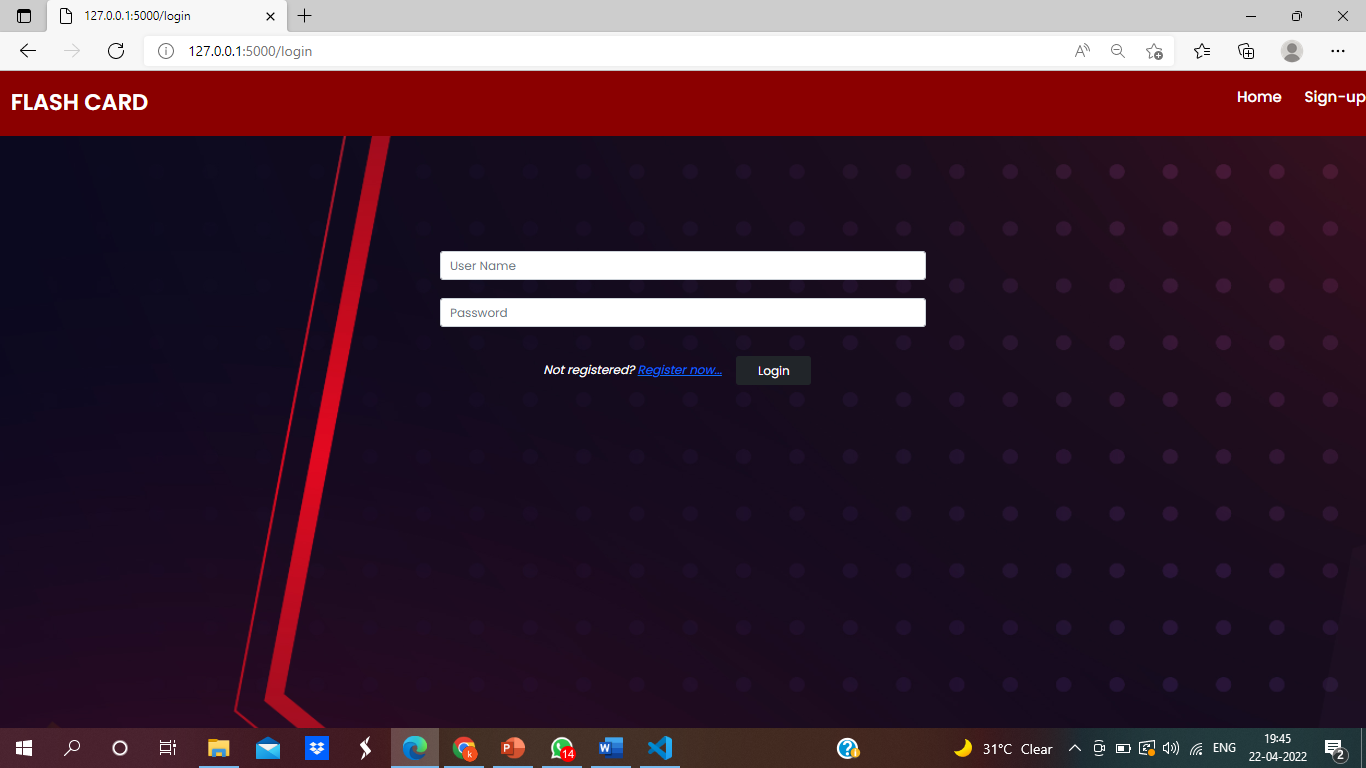 127.0.0.1:5000/login
127.0.0.1:5000/login
FLASH CARD
Home Sign-up
User Name
Password
Not registered? Register now... Login
14
31°C Clear
ENG
19:45
22-04-2022
2